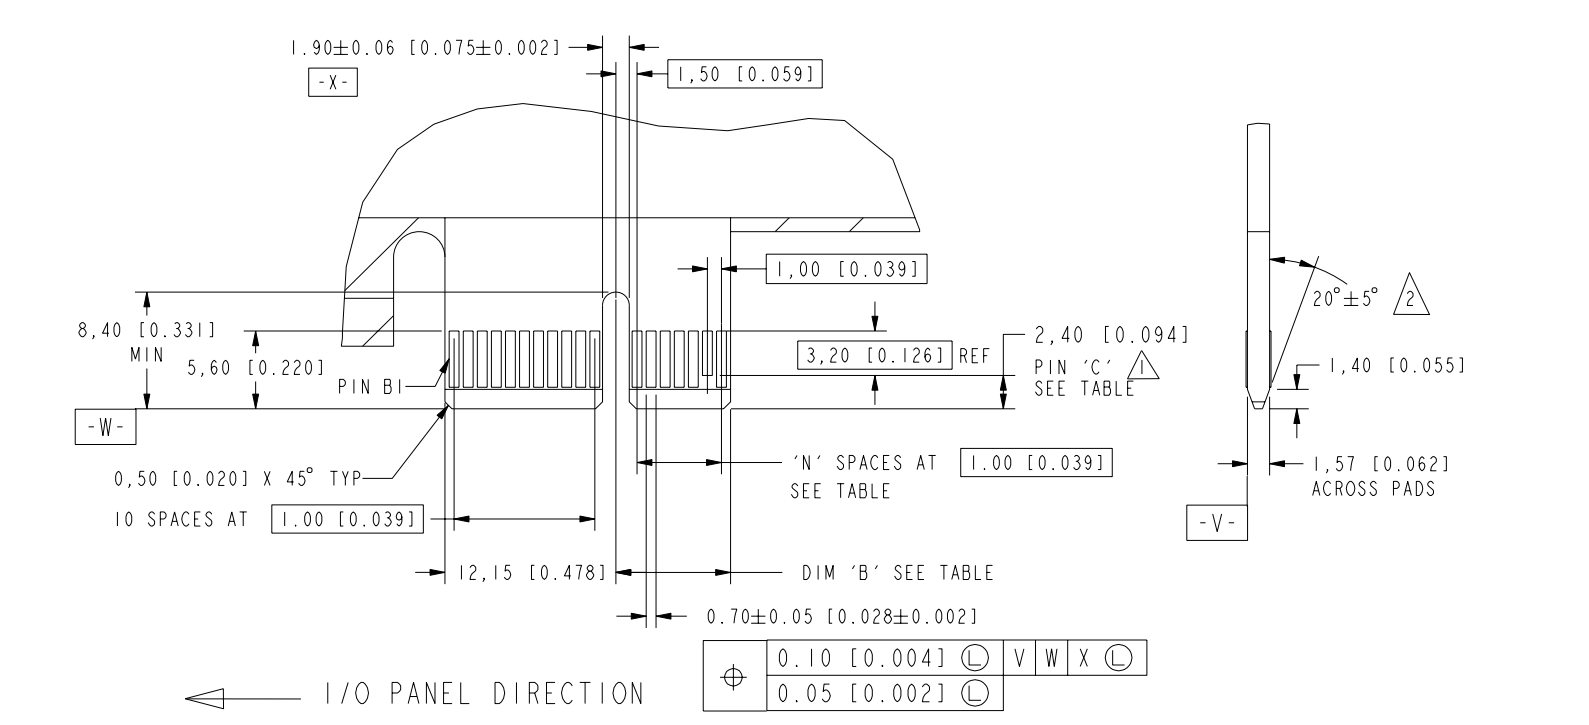 1.90±0.06 [0.075±0.002]
-X-
1,50 [0.059]
1,00 [0.039]
20°±5° 2
8,40 [0.331]
MIN
5,60 [0.220]
2,40 [0.094]
3,20 [0.126] REF
PIN 'C' 1
SEE TABLE
1,40 [0.055]
PIN B1
-W-
'N' SPACES AT 1.00 [0.039]
SEE TABLE
1,57 [0.062]
ACROSS PADS
0,50 [0.020] X 45° TYP
10 SPACES AT 1.00 [0.039]
-V-
12,15 [0.478]
DIM 'B' SEE TABLE
0.70±0.05 [0.028±0.002]
0.10 [0.004] Ⓛ V W X Ⓛ
0.05 [0.002] Ⓛ
I/O PANEL DIRECTION